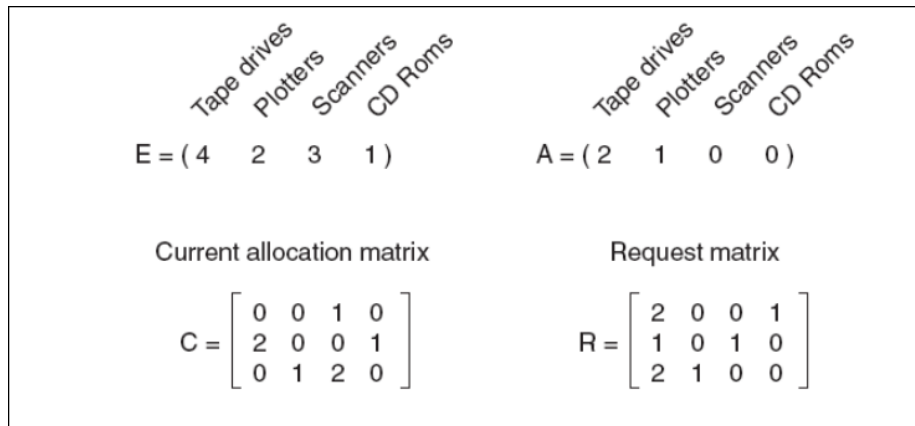 Tape drives Plotters Scanners CD Roms
Tape drives Plotters Scanners CD Roms
E = ( 4 2 3 1 )
A = ( 2 1 0 0 )
Current allocation matrix
Request matrix
0 0 1 0
C = 2 0 0 1
0 1 2 0
2 0 0 1
R = 1 0 1 0
2 1 0 0